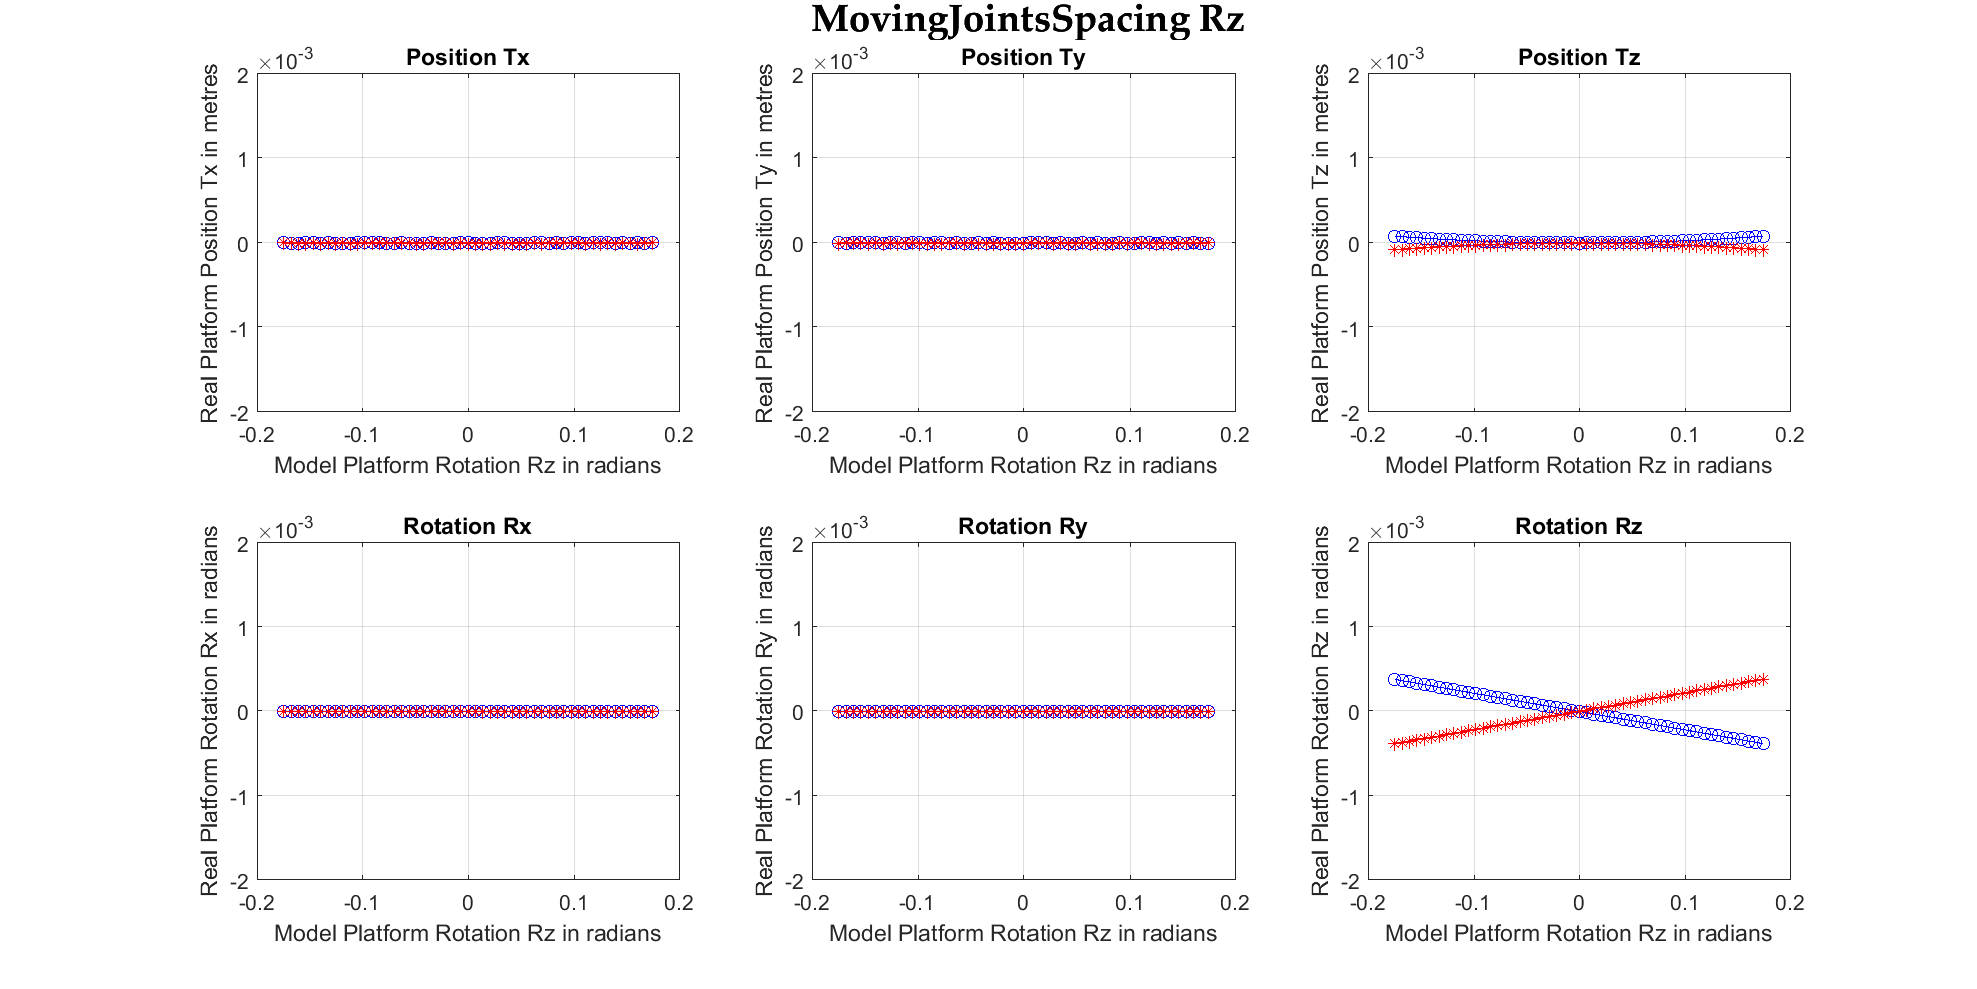 MovingJointsSpacing Rz
Position Tx
×10-3
Real Platform Position Tx in metres
2
1
0
-1
-2
-0.2 -0.1 0 0.1 0.2
Model Platform Rotation Rz in radians
Position Ty
×10-3
Real Platform Position Ty in metres
2
1
0
-1
-2
-0.2 -0.1 0 0.1 0.2
Model Platform Rotation Rz in radians
Position Tz
×10-3
Real Platform Position Tz in metres
2
1
0
-1
-2
-0.2 -0.1 0 0.1 0.2
Model Platform Rotation Rz in radians
Rotation Rx
×10-3
Real Platform Rotation Rx in radians
2
1
0
-1
-2
-0.2 -0.1 0 0.1 0.2
Model Platform Rotation Rz in radians
Rotation Ry
×10-3
Real Platform Rotation Ry in radians
2
1
0
-1
-2
-0.2 -0.1 0 0.1 0.2
Model Platform Rotation Rz in radians
Rotation Rz
×10-3
Real Platform Rotation Rz in radians
2
1
0
-1
-2
-0.2 -0.1 0 0.1 0.2
Model Platform Rotation Rz in radians